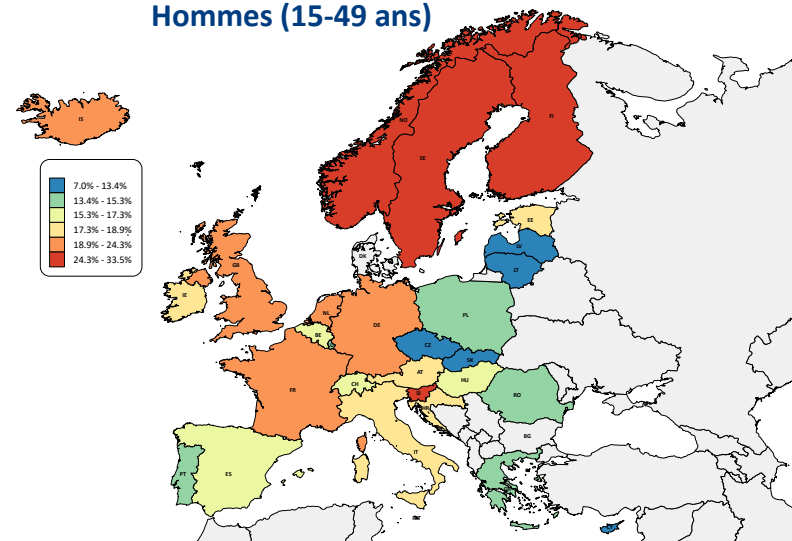 Hommes (15-49 ans)
IS
NO
FI
SE
7.0% - 13.4%
13.4% - 15.3%
15.3% - 17.3%
17.3% - 18.9%
18.9% - 24.3%
24.3% - 33.5%
EE
LV
DK
LT
GB
IE
NL
PL
DE
BE
CZ
SK
AT
HU
CH
FR
SI
HR
RO
BG
IT
PT
ES